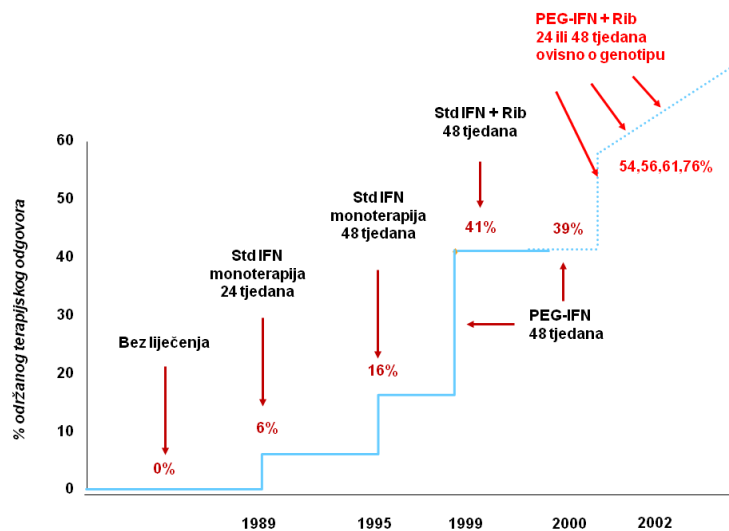 PEG-IFN + Rib
24 ili 48 tjedana
ovisno o genotipu
60
Std IFN + Rib
48 tjedana
54,56,61,76%
50
Std IFN
monoterapija
48 tjedana
41%
39%
40
Std IFN
monoterapija
24 tjedana
% održanog terapijskog odgovora
30
PEG-IFN
48 tjedana
Bez liječenja
20
16%
10
6%
0%
0
1989
1995
1999
2000
2002